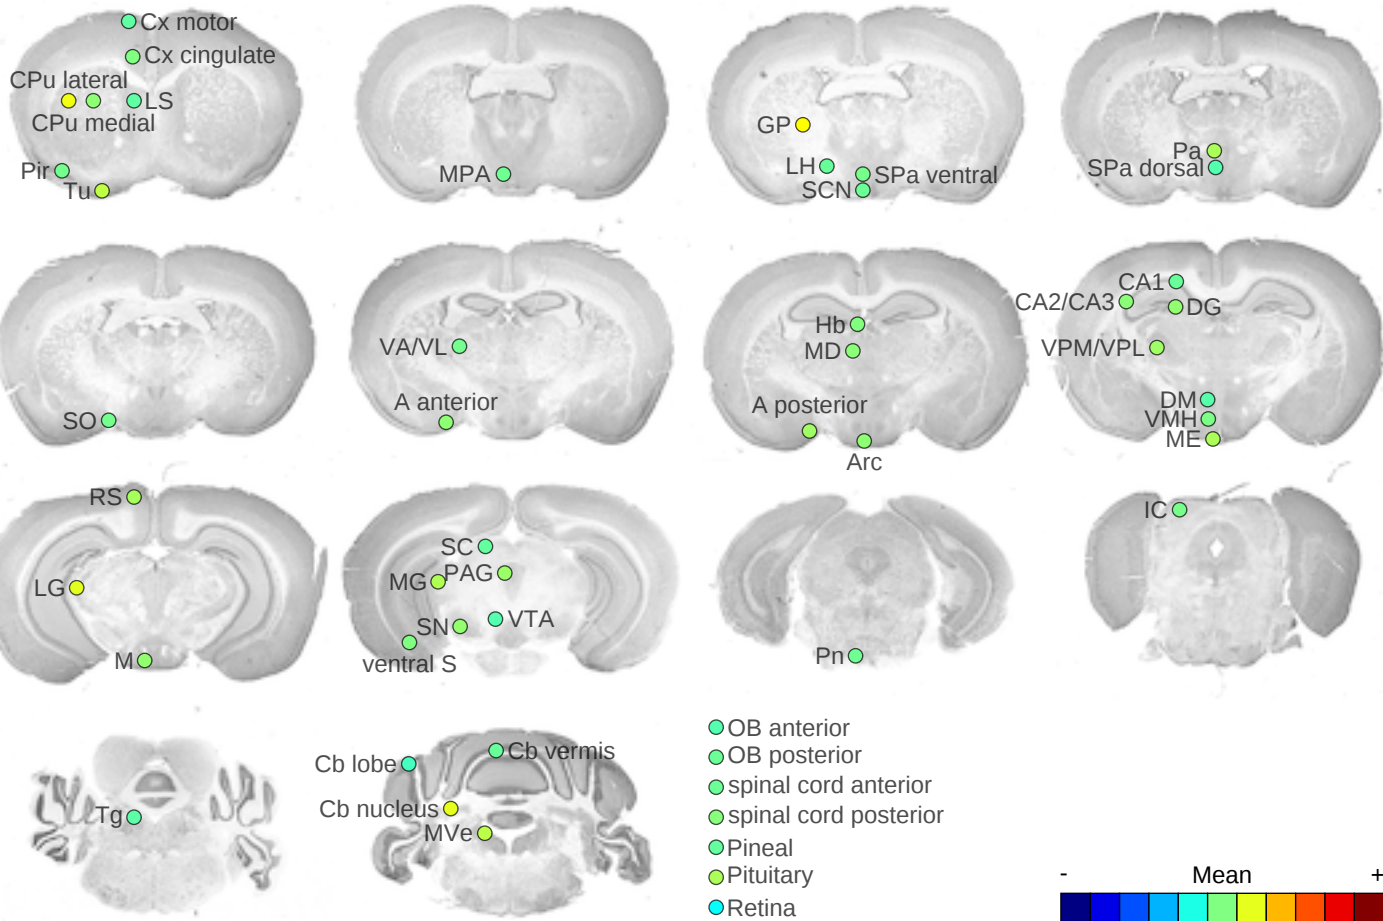 Cx motor
Cx cingulate
CPu lateral
LS
CPu medial
Pir
Tu
MPA
GP
LH
SPa ventral
SCN
Pa
SPa dorsal
SO
VA/VL
A anterior
Hb
MD
A posterior
Arc
CA1
CA2/CA3
DG
VPM/VPL
DM
VMH
ME
RS
LG
M
SC
MG
PAG
SN
VTA
ventral S
Pn
IC
Tg
Cb lobe
Cb vermis
Cb nucleus
MVe
OB anterior
OB posterior
spinal cord anterior
spinal cord posterior
Pineal
Pituitary
Retina
- Mean +